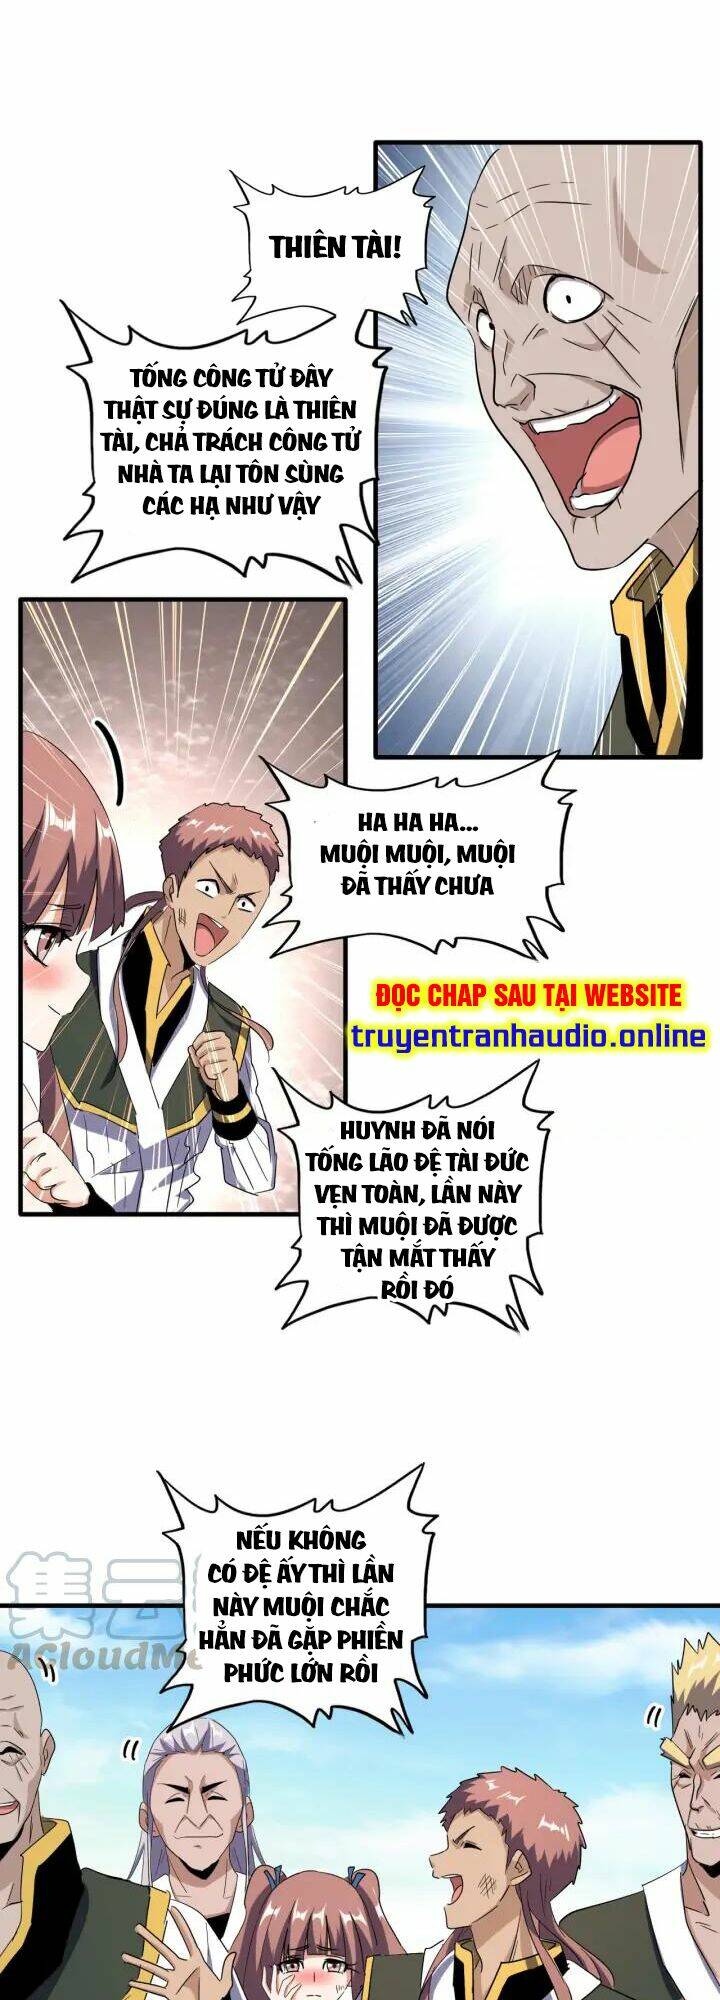 THIÊN TÀI!
TỐNG CÔNG TỬ ĐÂY
THẬT SỰ ĐÚNG LÀ THIÊN
TÀI, CHẢ TRÁCH CÔNG TỬ
NHÀ TA LẠI TÔN SÙNG
CÁC HẠ NHƯ VẬY
HA HA HA...
MUỘI MUỘI, MUỘI
ĐÃ THẤY CHƯA
ĐỌC CHAP SAU TẠI WEBSITE
truyentranhaudio.online
HUYNH ĐÃ NÓI
TỐNG LÃO ĐỆ TÀI ĐỨC
VẸN TOÀN, LẦN NÀY
THÌ MUỘI ĐÃ ĐƯỢC
TẬN MẮT THẤY
RỒI ĐÓ
NẾU KHÔNG
CÓ ĐỆ ẤY THÌ LẦN
NÀY MUỘI CHẮC
HẲN ĐÃ GẶP PHIỀN
PHỨC LỚN RỒI
集云
ACloudMe